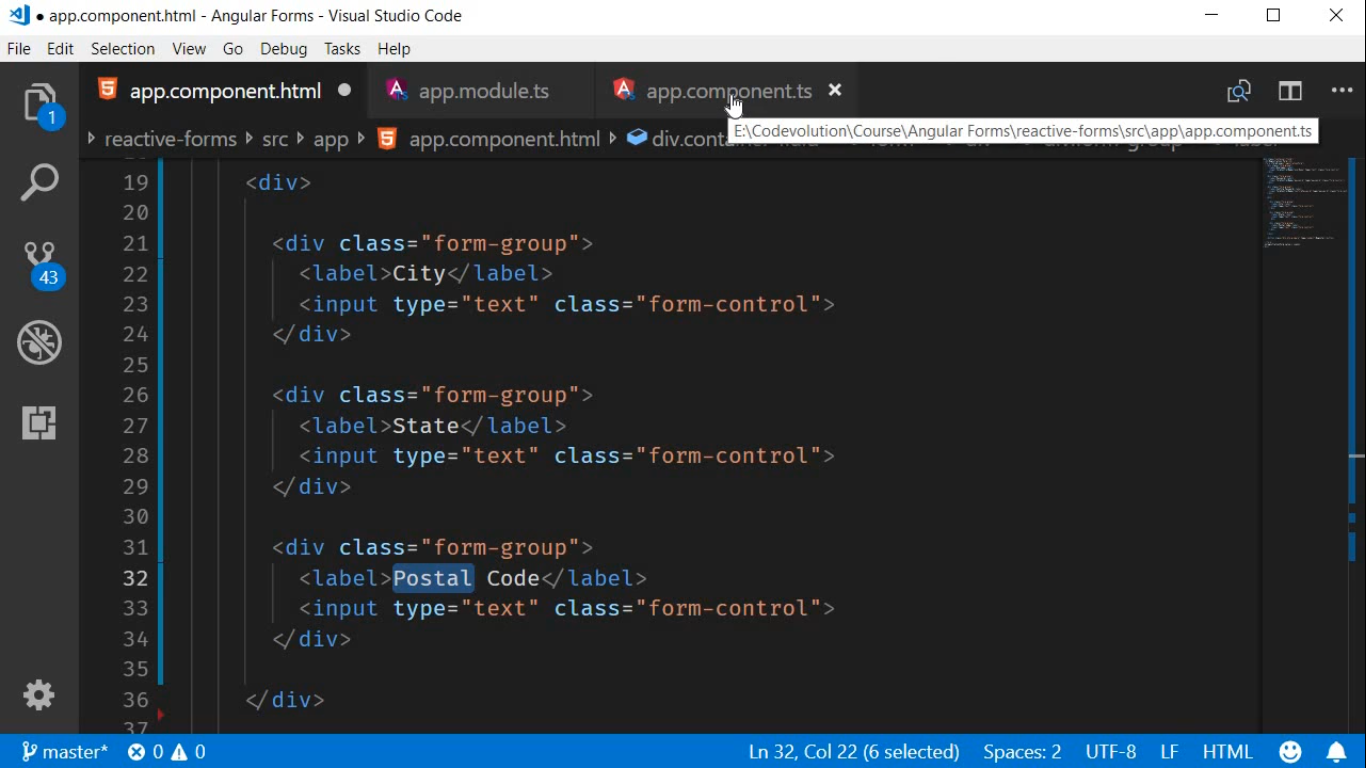 app.component.html - Angular Forms - Visual Studio Code
File Edit Selection View Go Debug Tasks Help
app.component.html app.module.ts app.component.ts
reactive-forms src app app.component.html
E:\Codevolution\Course\Angular Forms\reactive-forms\src\app\app.component.ts
1
43
19 <div>
20
21 <div class="form-group">
22 <label>City</label>
23 <input type="text" class="form-control">
24 </div>
25
26 <div class="form-group">
27 <label>State</label>
28 <input type="text" class="form-control">
29 </div>
30
31 <div class="form-group">
32 <label>Postal Code</label>
33 <input type="text" class="form-control">
34 </div>
35
36 </div>
37
master* 0 0 Ln 32, Col 22 (6 selected) Spaces: 2 UTF-8 LF HTML